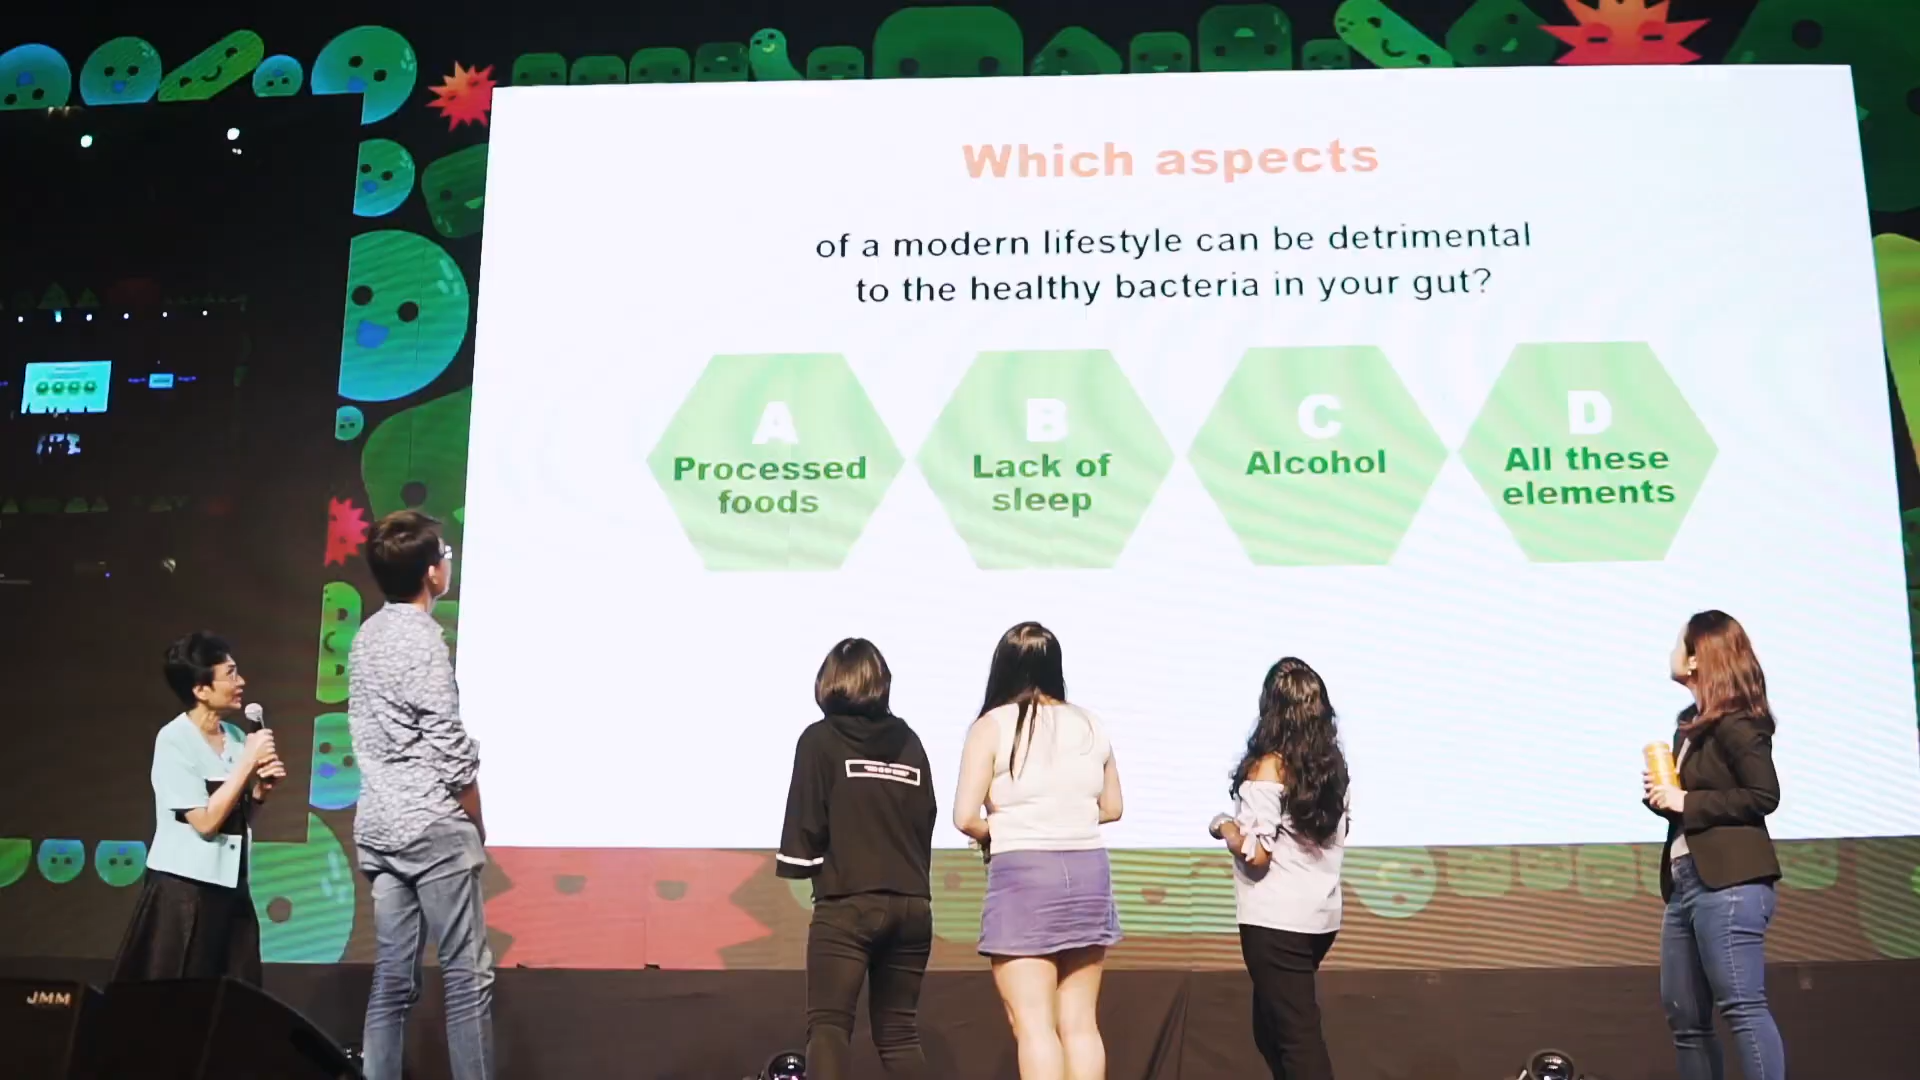 Which aspects
of a modern lifestyle can be detrimental
to the healthy bacteria in your gut?
A
Processed
foods
B
Lack of
sleep
C
Alcohol
D
All these
elements
JMM